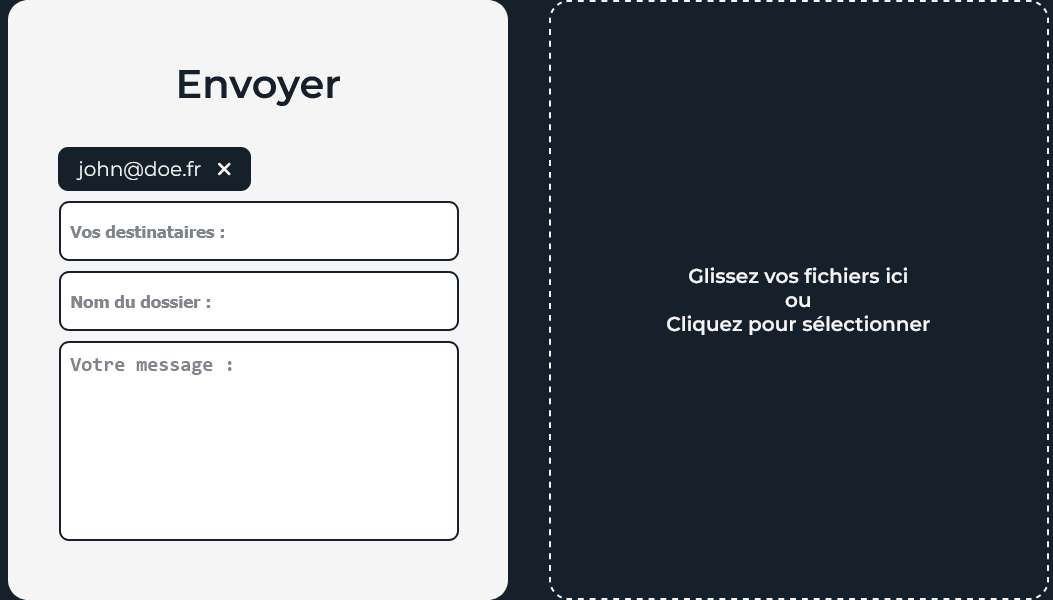 Envoyer
john@doe.fr ×
Vos destinataires :
Nom du dossier :
Votre message :
Glissez vos fichiers ici
ou
Cliquez pour sélectionner